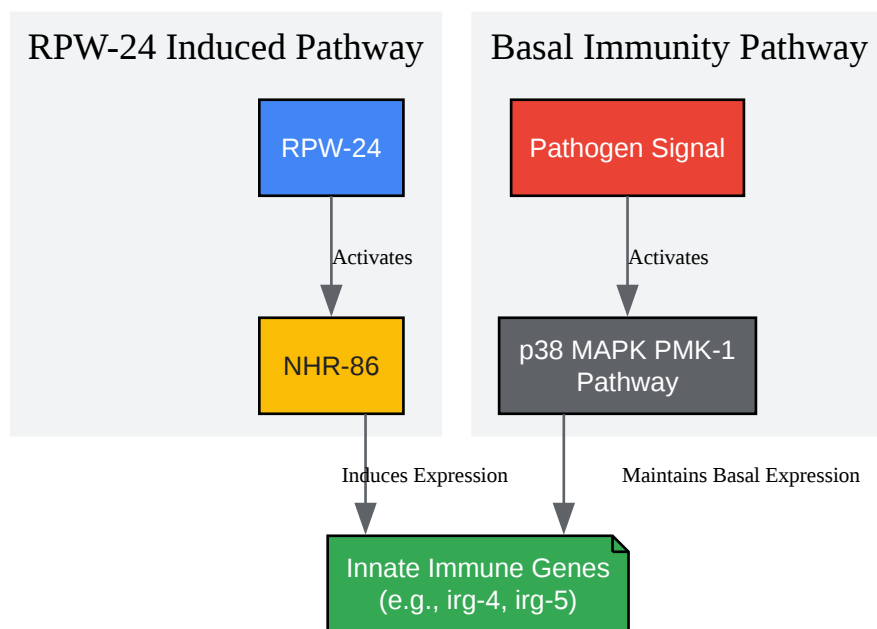 RPW-24 Induced Pathway
Basal Immunity Pathway
RPW-24
Pathogen Signal
Activates
Activates
NHR-86
p38 MAPK PMK-1
Pathway
Induces Expression
Maintains Basal Expression
Innate Immune Genes
(e.g., irg-4, irg-5)